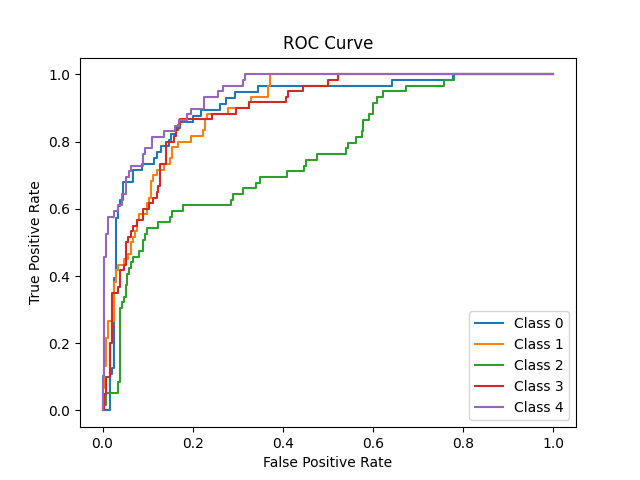 ROC Curve
1.0
0.8
0.6
0.4
0.2
0.0
True Positive Rate
0.0 0.2 0.4 0.6 0.8 1.0
False Positive Rate
Class 0
Class 1
Class 2
Class 3
Class 4